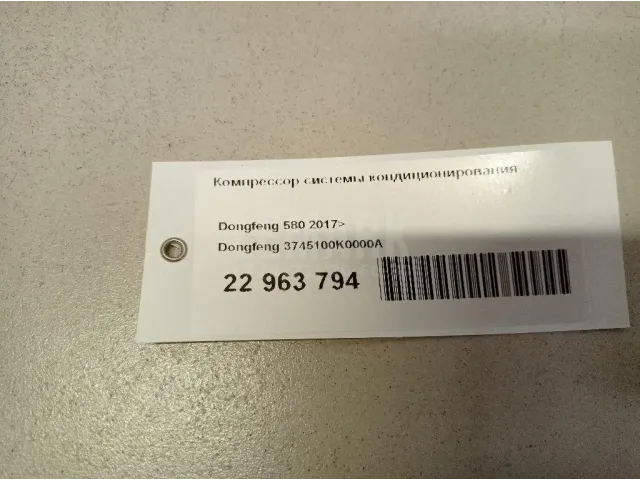 Компрессор системы кондиционирования
Dongfeng 580 2017>
Dongfeng 3745100K0000A
22 963 794